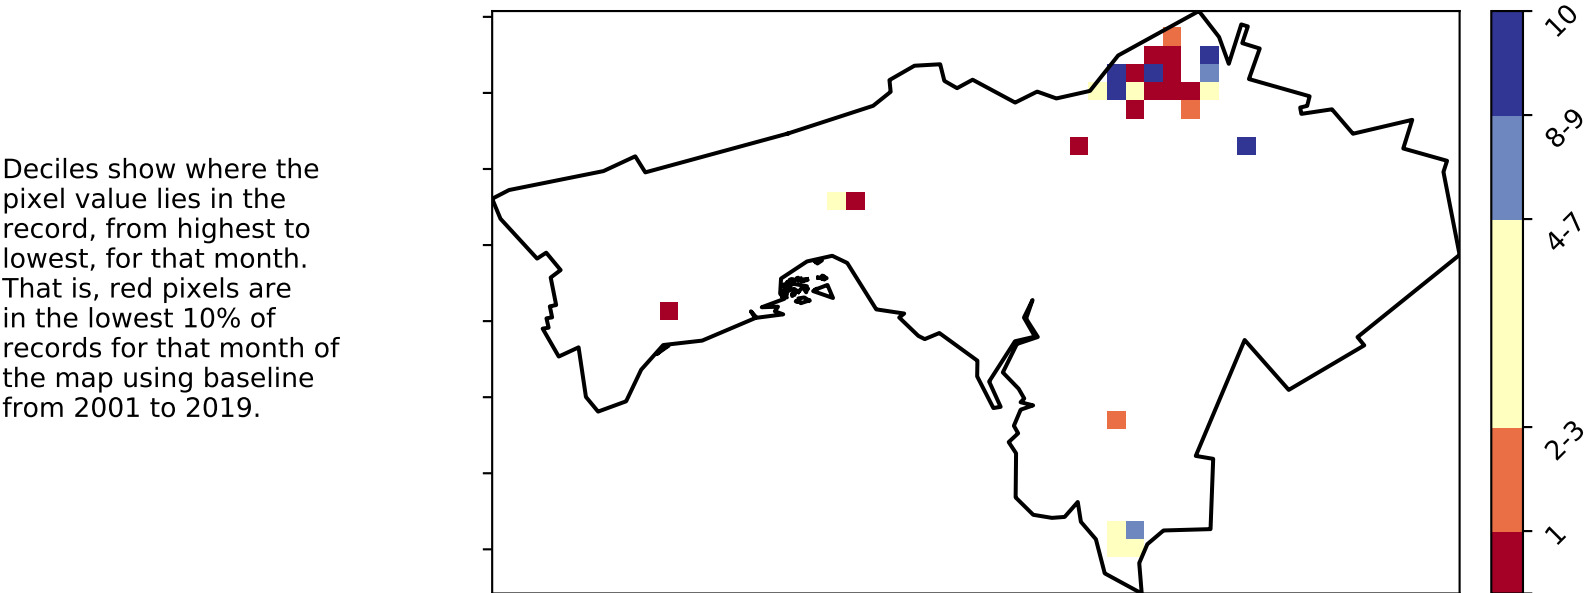 Deciles show where the
pixel value lies in the
record, from highest to
lowest, for that month.
That is, red pixels are
in the lowest 10% of
records for that month of
the map using baseline
from 2001 to 2019.
10
8-9
4-7
2-3
1